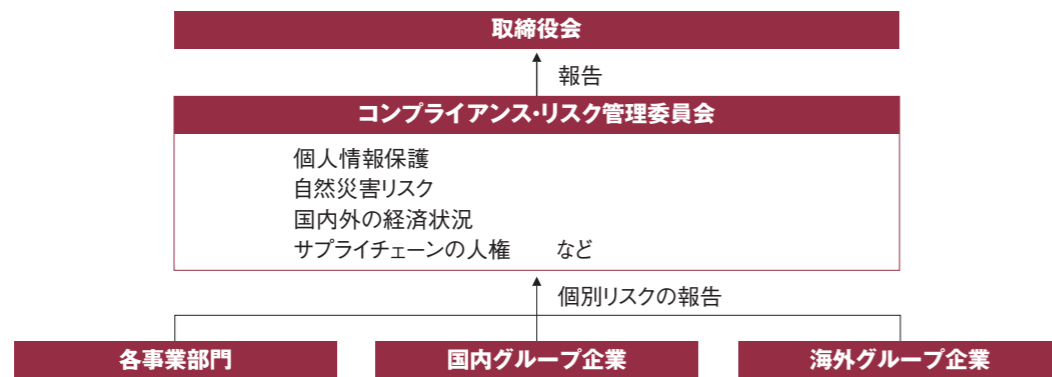 取締役会
報告
コンプライアンス・リスク管理委員会
個人情報保護
自然災害リスク
国内外の経済状況
サプライチェーンの人権　　など
個別リスクの報告
各事業部門
国内グループ企業
海外グループ企業